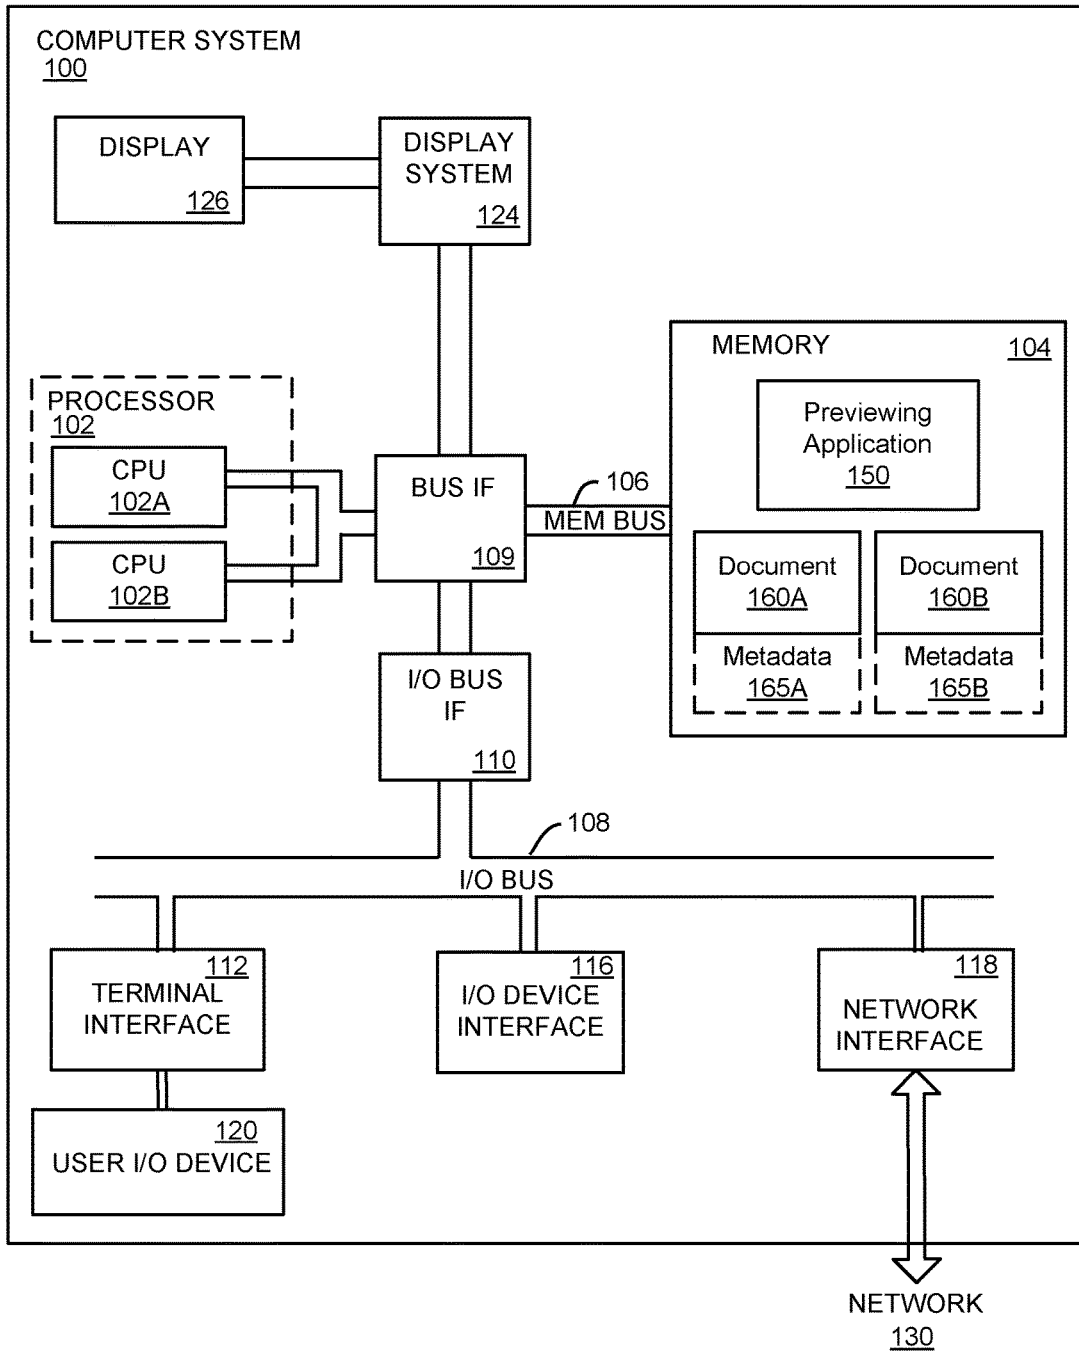 COMPUTER SYSTEM
100
DISPLAY
126
DISPLAY
SYSTEM
124
MEMORY
104
Previewing
Application
150
PROCESSOR
102
CPU
102A
CPU
102B
BUS IF
109
106
MEM BUS
Document
160A
Document
160B
Metadata
165A
Metadata
165B
I/O BUS
IF
110
108
I/O BUS
112
TERMINAL
INTERFACE
116
I/O DEVICE
INTERFACE
118
NETWORK
INTERFACE
120
USER I/O DEVICE
NETWORK
130